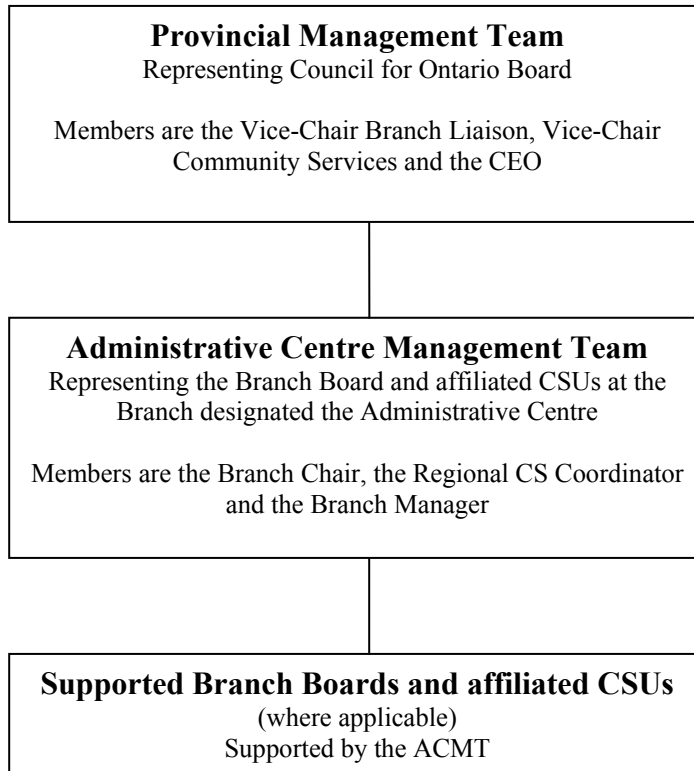 Provincial Management Team
Representing Council for Ontario Board
Members are the Vice-Chair Branch Liaison, Vice-Chair
Community Services and the CEO
Administrative Centre Management Team
Representing the Branch Board and affiliated CSUs at the
Branch designated the Administrative Centre
Members are the Branch Chair, the Regional CS Coordinator
and the Branch Manager
Supported Branch Boards and affiliated CSUs
(where applicable)
Supported by the ACMT